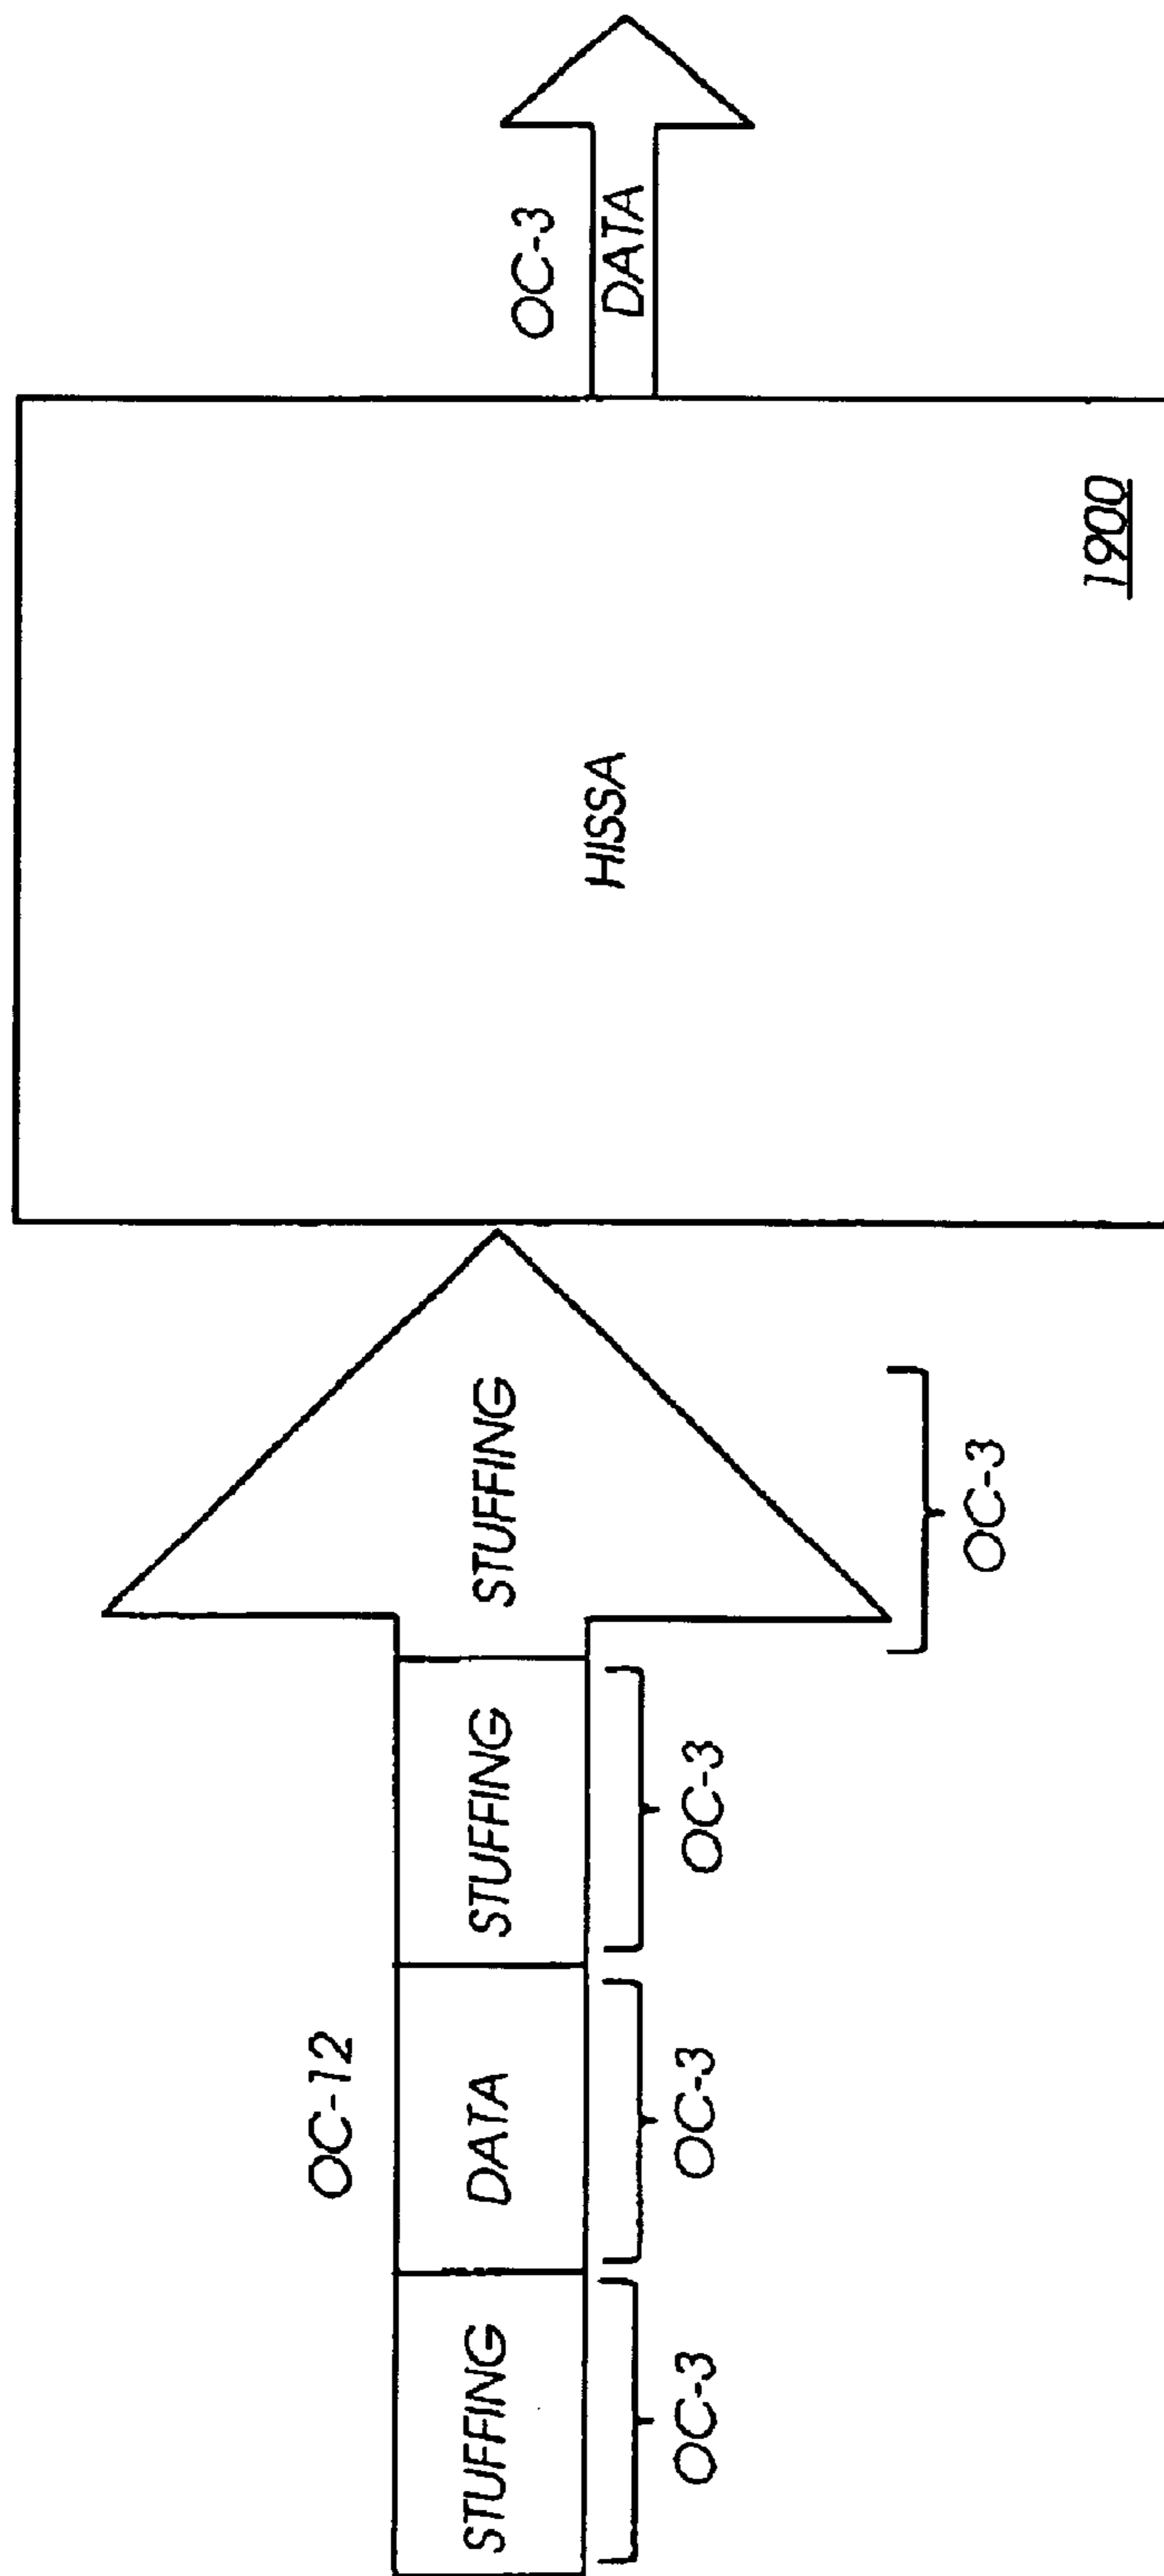 OC-12
STUFFING
DATA
STUFFING
STUFFING
OC-3
OC-3
OC-3
OC-3
HISSA
1900
OC-3
DATA